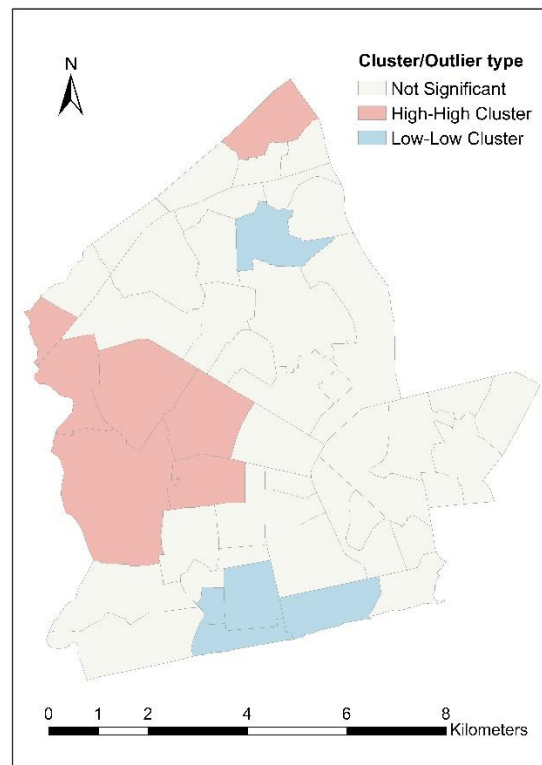 N
Cluster/Outlier type
Not Significant
High-High Cluster
Low-Low Cluster
0 1 2 4 6 8
Kilometers